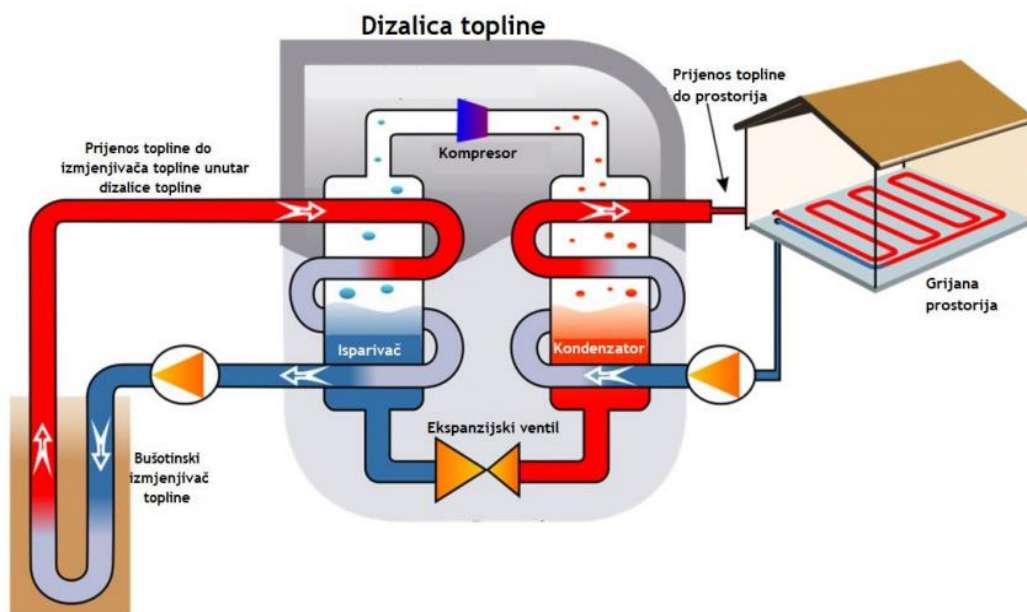 Dizalica topline
Prijenos topline
do prostorija
Kompresor
Prijenos topline do
izmjenjivača topline unutar
dizalice topline
Grijana
prostorija
Isparivač
Kondenzator
Ekspanzijski ventil
Bušotinski
izmjenjivač
topline